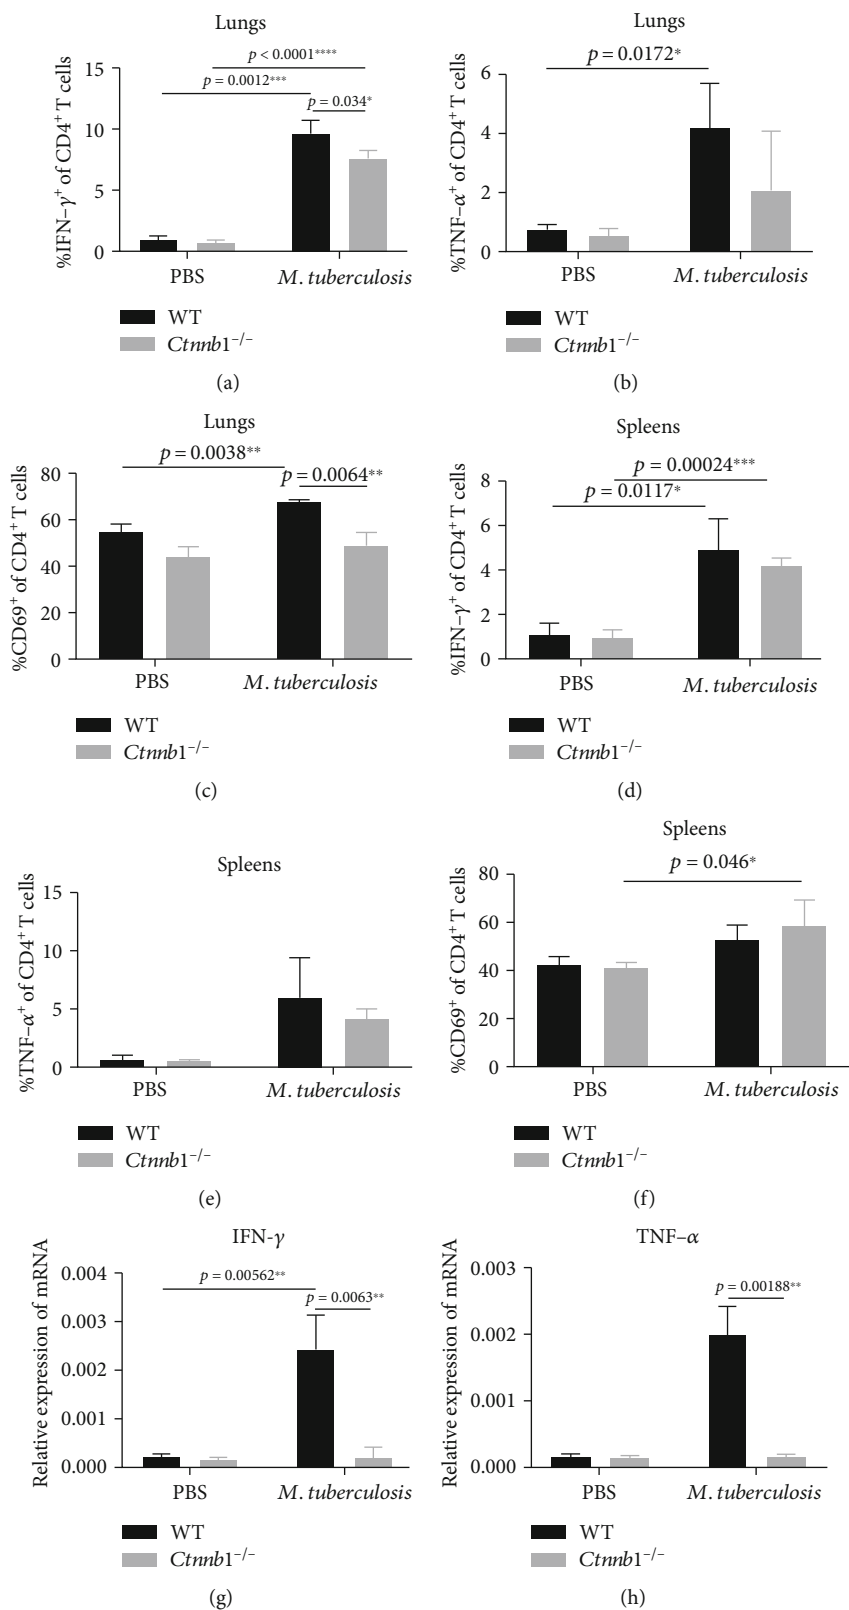 Lungs
p < 0.0001****
p = 0.0012***
p = 0.034*
%IFN–γ⁺ of CD4⁺ T cells
15
10
5
0
PBS
M. tuberculosis
WT
Ctnnb1⁻/⁻
(a)
Lungs
p = 0.0172*
%TNF–α⁺ of CD4⁺ T cells
6
4
2
0
PBS
M. tuberculosis
WT
Ctnnb1⁻/⁻
(b)
Lungs
p = 0.0038**
p = 0.0064**
%CD69⁺ of CD4⁺ T cells
80
60
40
20
0
PBS
M. tuberculosis
WT
Ctnnb1⁻/⁻
(c)
Spleens
p = 0.00024***
p = 0.0117*
%IFN–γ⁺ of CD4⁺ T cells
8
6
4
2
0
PBS
M. tuberculosis
WT
Ctnnb1⁻/⁻
(d)
Spleens
%TNF–α⁺ of CD4⁺ T cells
15
10
5
0
PBS
M. tuberculosis
WT
Ctnnb1⁻/⁻
(e)
Spleens
p = 0.046*
%CD69⁺ of CD4⁺ T cells
80
60
40
20
0
PBS
M. tuberculosis
WT
Ctnnb1⁻/⁻
(f)
IFN-γ
p = 0.00562**
p = 0.0063**
Relative expression of mRNA
0.004
0.003
0.002
0.001
0.000
PBS
M. tuberculosis
WT
Ctnnb1⁻/⁻
(g)
TNF–α
p = 0.00188**
Relative expression of mRNA
0.003
0.002
0.001
0.000
PBS
M. tuberculosis
WT
Ctnnb1⁻/⁻
(h)